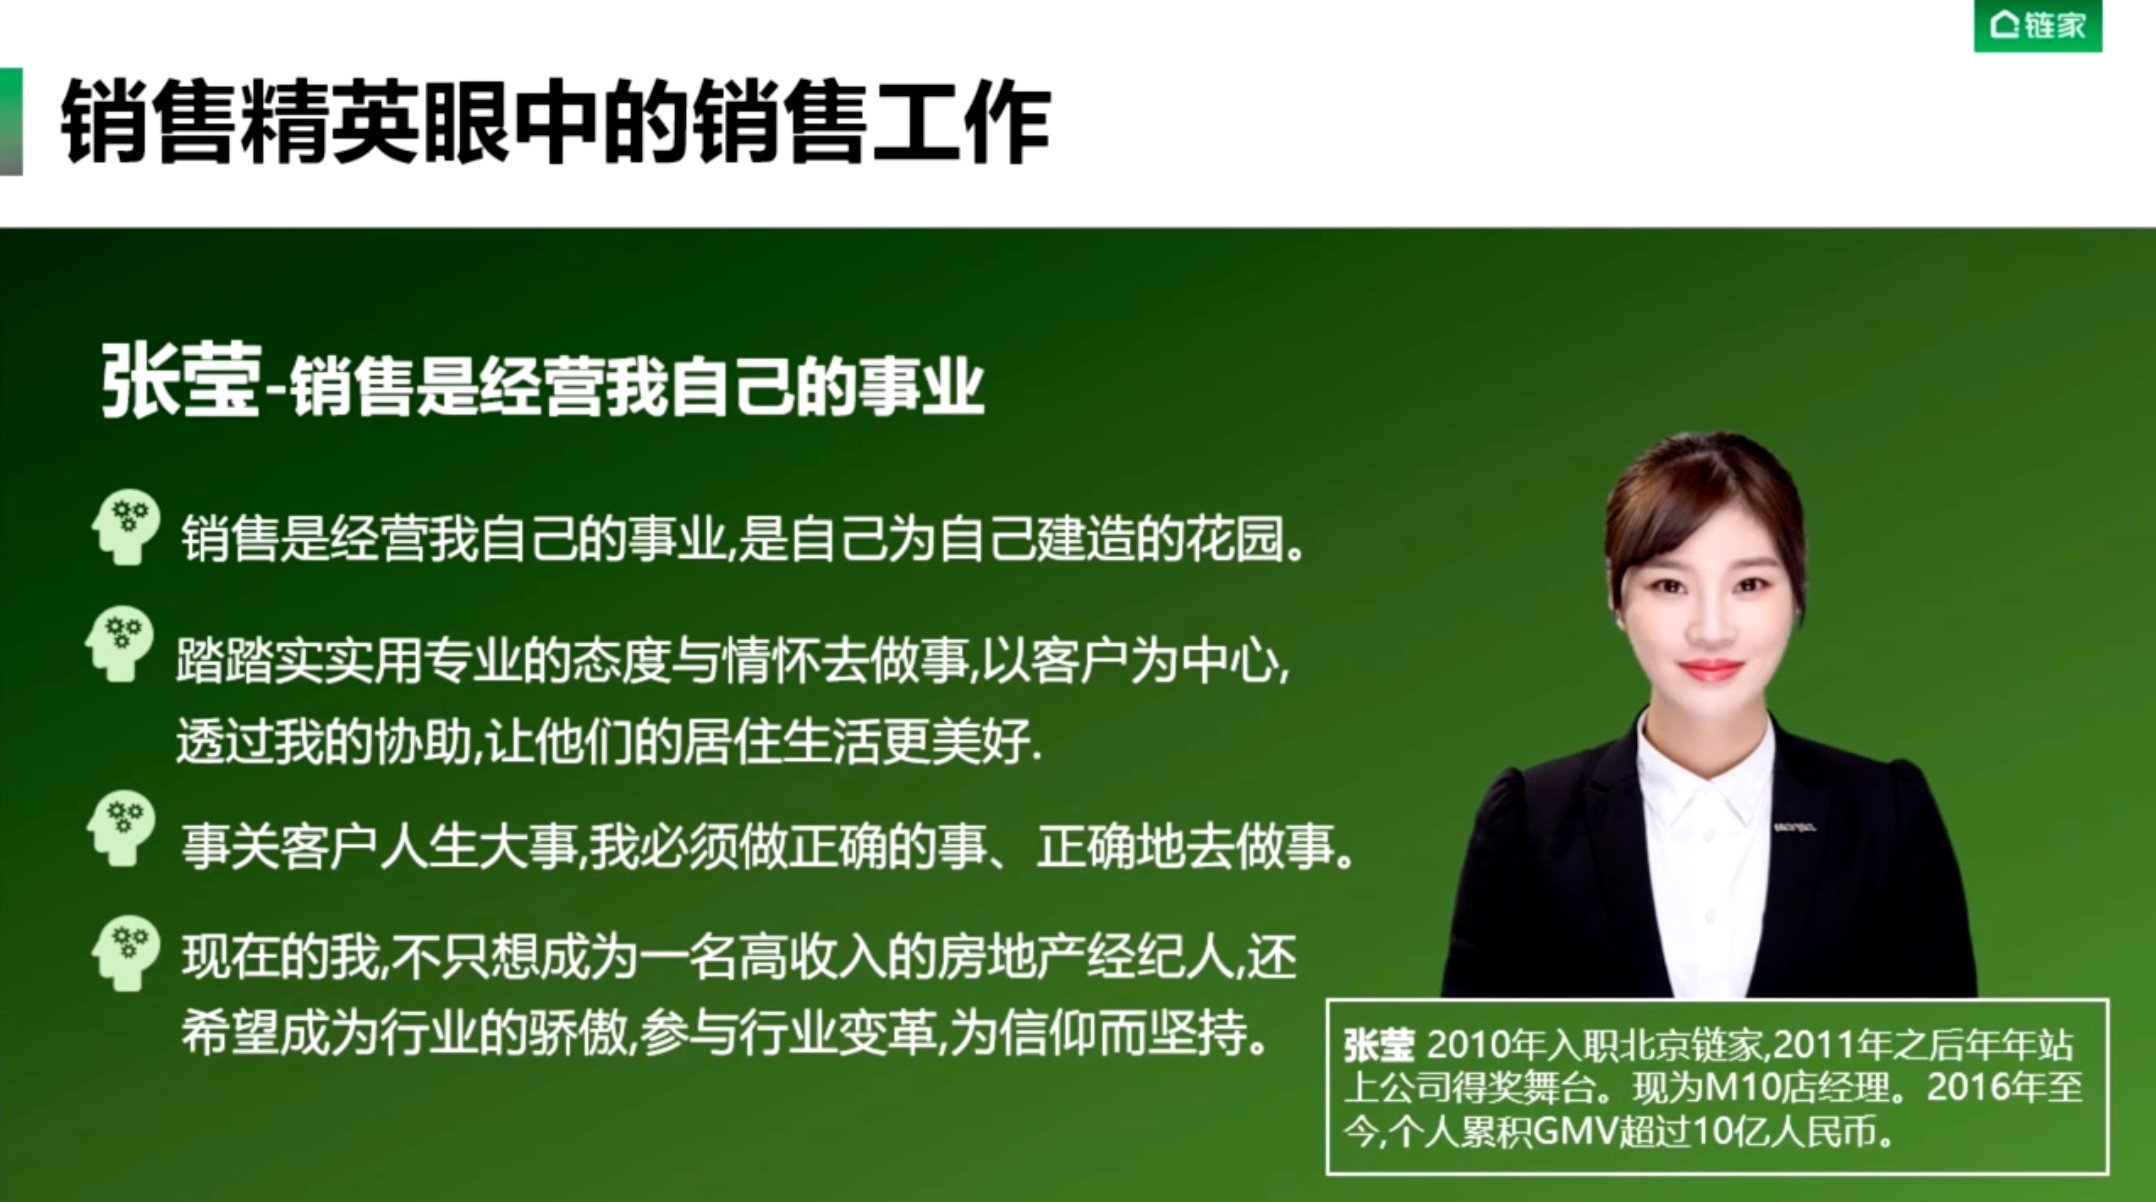 链家
销售精英眼中的销售工作
张莹-销售是经营我自己的事业
销售是经营我自己的事业,是自己为自己建造的花园。
踏踏实实用专业的态度与情怀去做事,以客户为中心,
透过我的协助,让他们的居住生活更美好.
事关客户人生大事,我必须做正确的事、正确地去做事。
现在的我,不只想成为一名高收入的房地产经纪人,还
希望成为行业的骄傲,参与行业变革,为信仰而坚持。
张莹 2010年入职北京链家,2011年之后年年站
上公司得奖舞台。现为M10店经理。2016年至
今,个人累积GMV超过10亿人民币。